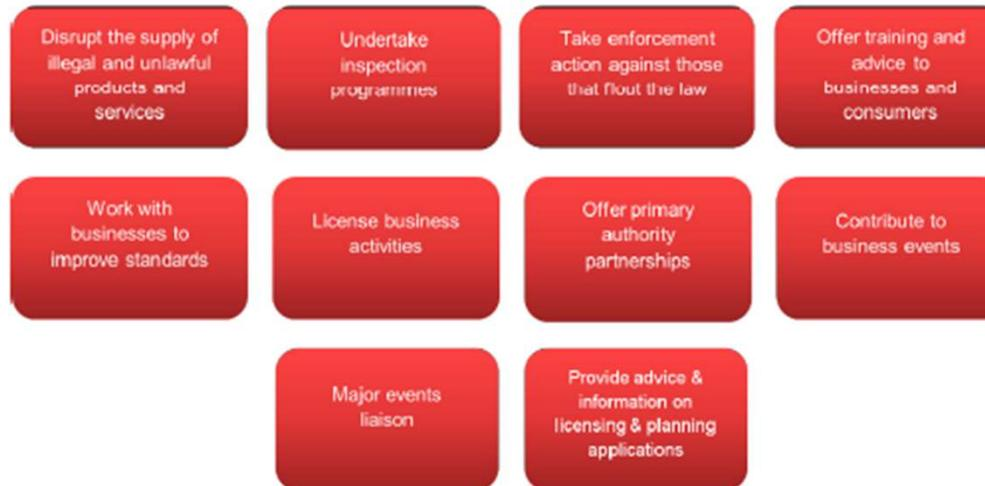 Disrupt the supply of
illegal and unlawful
products and
services
Undertake
inspection
programmes
Take enforcement
action against those
that flout the law
Offer training and
advice to
businesses and
consumers
Work with
businesses to
improve standards
License business
activities
Offer primary
authority
partnerships
Contribute to
business events
Major events
liaison
Provide advice &
information on
licensing & planning
applications